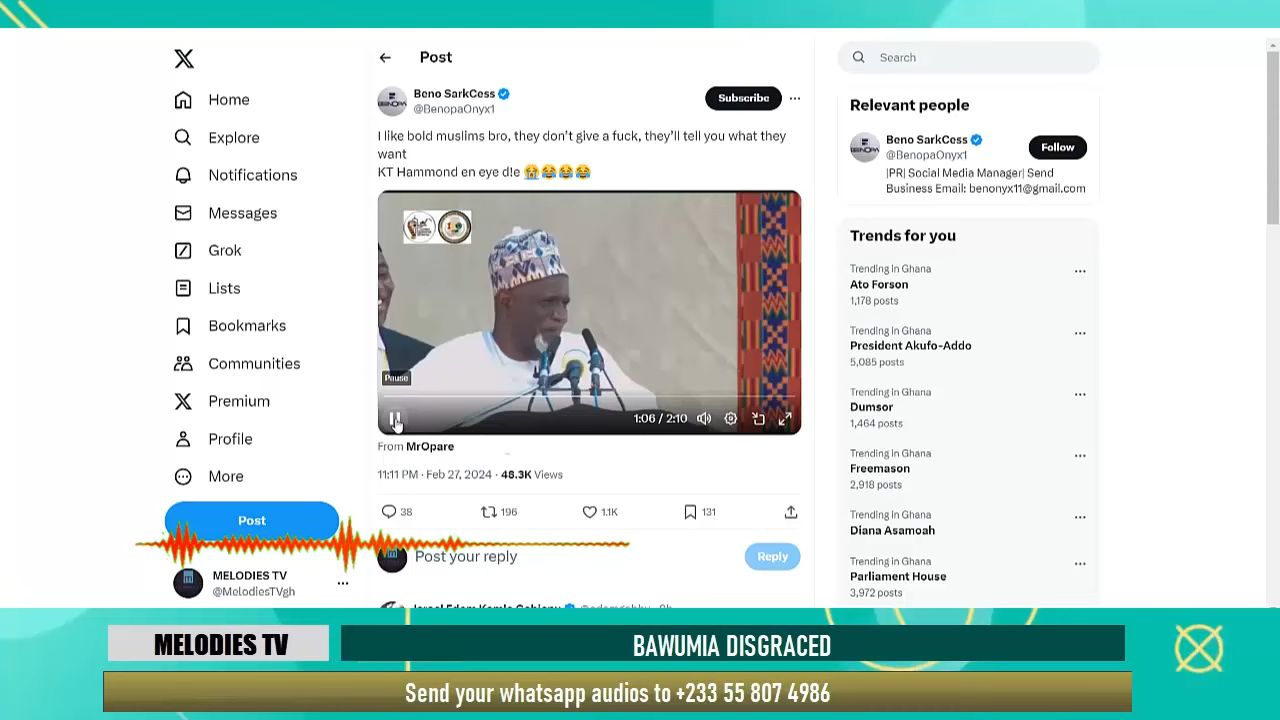 Home
Explore
Notifications
Messages
Grok
Lists
Bookmarks
Communities
Premium
Profile
More
Post
MELODIES TV
@MelodiesTVgh
Post
Beno SarkCess
@BenopaOnyx1
Subscribe
I like bold muslims bro, they don't give a fuck, they'll tell you what they
want
KT Hammond en eye d!e 😭😂😂😂
Pause
1:06 / 2:10
From MrOpare
11:11 PM · Feb 27, 2024 · 48.3K Views
38
196
1.1K
131
Post your reply
Reply
Search
Relevant people
Beno SarkCess
@BenopaOnyx1
Follow
|PR| Social Media Manager| Send
Business Email: benonyx11@gmail.com
Trends for you
Trending in Ghana
Ato Forson
1,178 posts
Trending in Ghana
President Akufo-Addo
5,085 posts
Trending in Ghana
Dumsor
1,464 posts
Trending in Ghana
Freemason
2,918 posts
Trending in Ghana
Diana Asamoah
Trending in Ghana
Parliament House
3,972 posts
MELODIES TV
BAWUMIA DISGRACED
Send your whatsapp audios to +233 55 807 4986